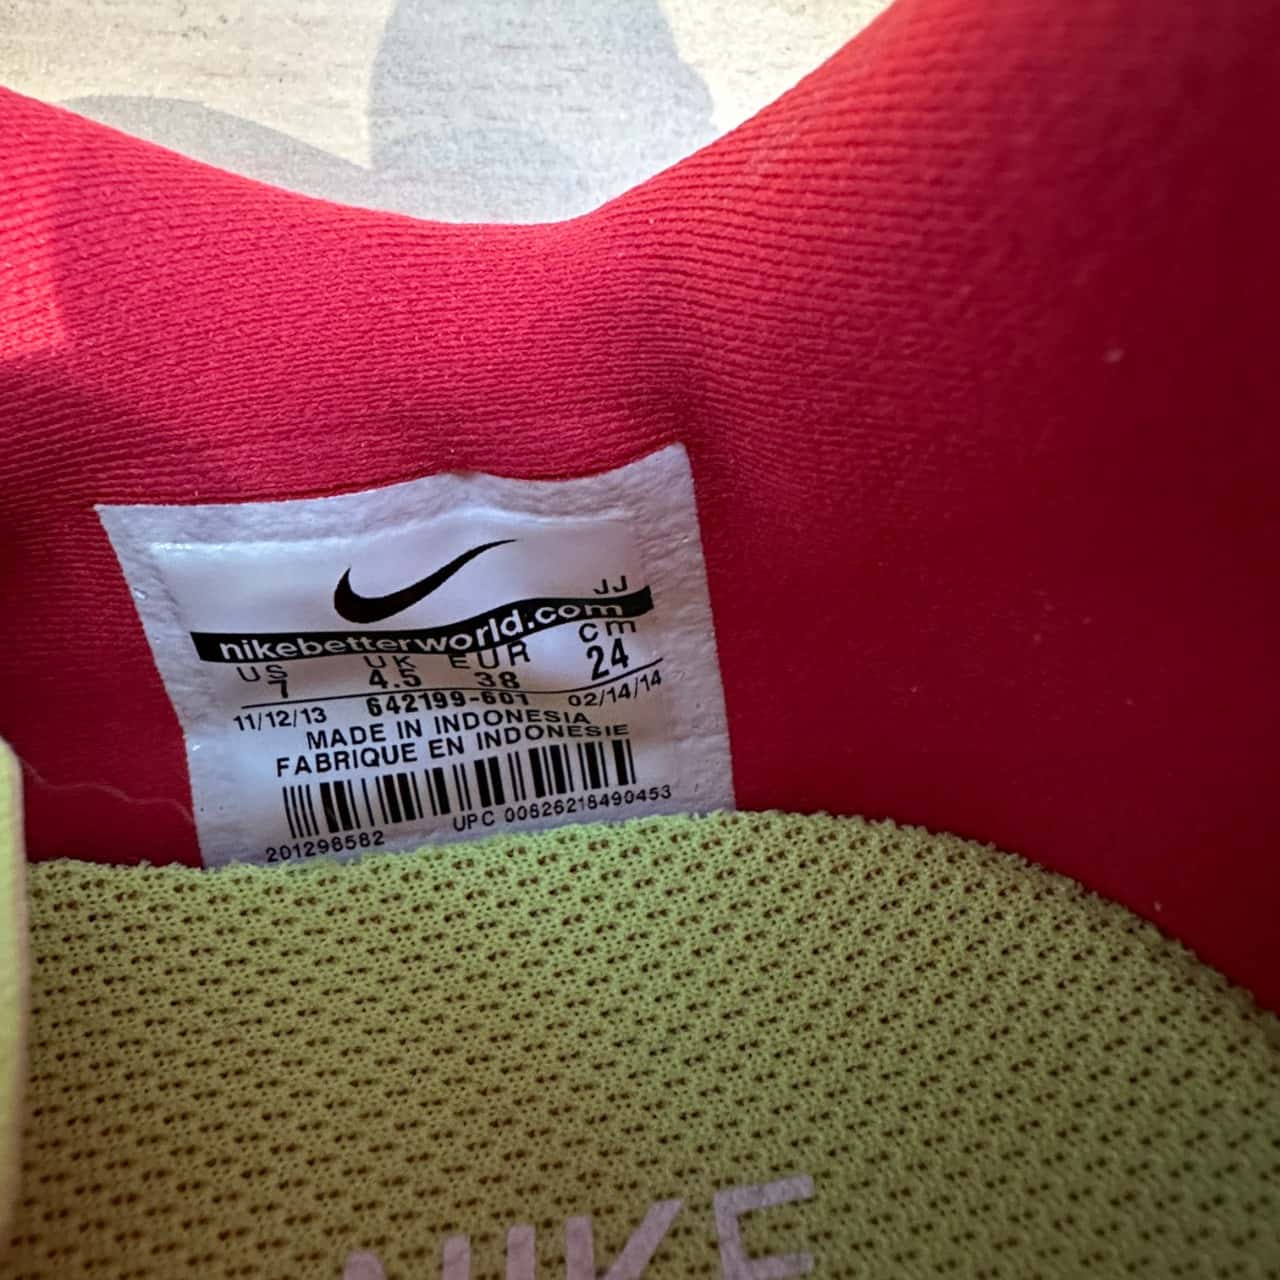 JJ
nikebetterworld.com
US UK EUR cm
7 4.5 38 24
11/12/13 642199-601 02/14/14
MADE IN INDONESIA
FABRIQUE EN INDONESIE
UPC 00826218490453
201298582
NIKE